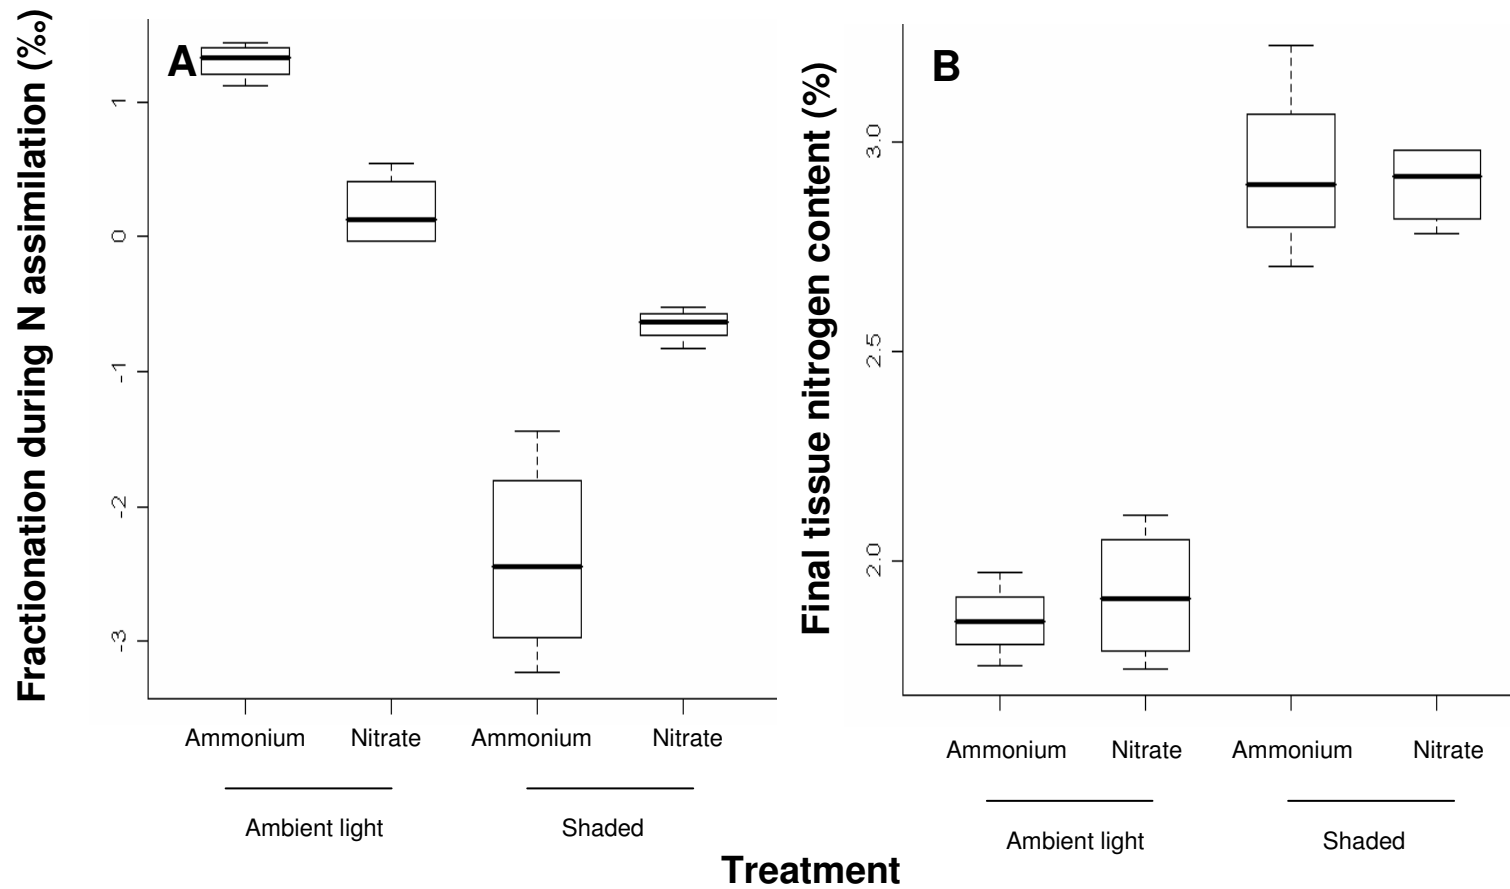 Fractionation during N assimilation (‰)
A
1
0
-1
-2
-3
Ammonium Nitrate Ammonium Nitrate
Ambient light Shaded
Final tissue nitrogen content (%)
B
3.0
2.5
2.0
Ammonium Nitrate Ammonium Nitrate
Ambient light Shaded
Treatment